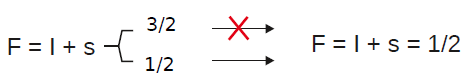 F = I + s
3/2
1/2
F = I + s = 1/2